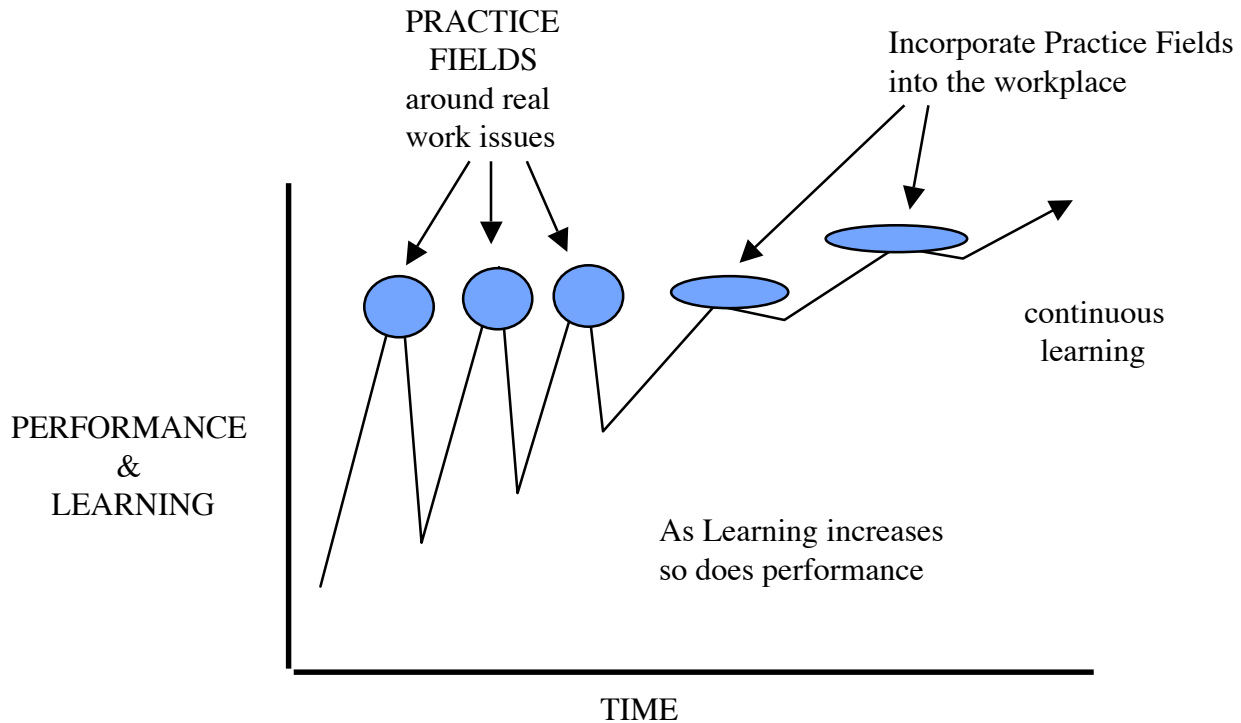 PRACTICE
FIELDS
around real
work issues
Incorporate Practice Fields
into the workplace
continuous
learning
PERFORMANCE
&
LEARNING
As Learning increases
so does performance
TIME